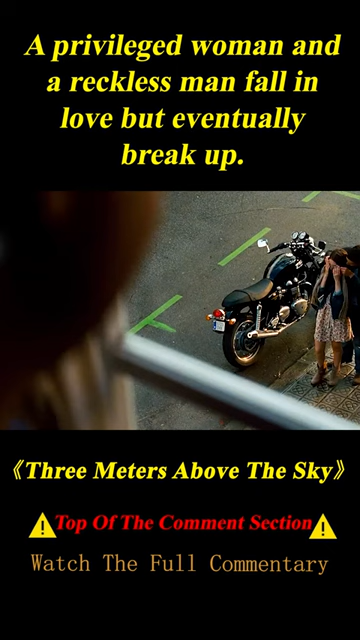 A privileged woman and
a reckless man fall in
love but eventually
break up.
《Three Meters Above The Sky》
Top Of The Comment Section
Watch The Full Commentary